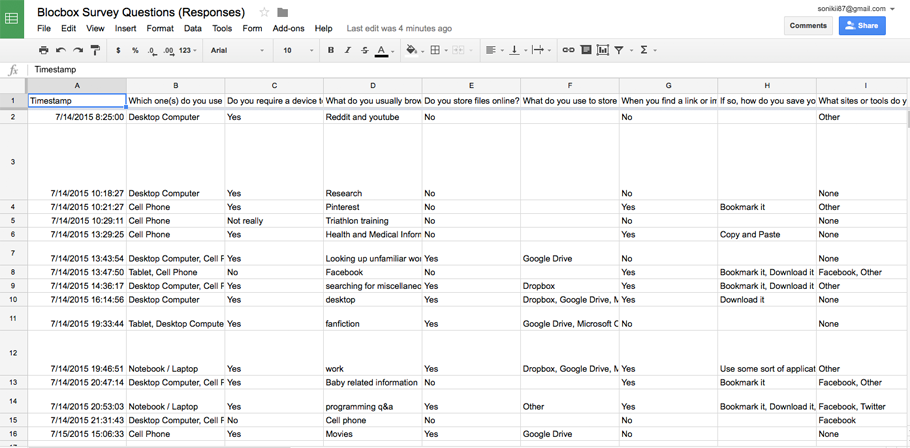 Blocbox Survey Questions (Responses)
soniki87@gmail.com
File Edit View Insert Format Data Tools Form Add-ons Help Last edit was 4 minutes ago
Comments Share
$ % .0 .00 123 Arial 10 B I S A Σ
fx Timestamp
A B C D E F G H I
1 Timestamp Which one(s) do you use Do you require a device to What do you usually brow Do you store files online? What do you use to store When you find a link or im If so, how do you save yo What sites or tools do y
2 7/14/2015 8:25:00 Desktop Computer Yes Reddit and youtube No No Other
3 7/14/2015 10:18:27 Desktop Computer Yes Research No No None
4 7/14/2015 10:21:27 Cell Phone Yes Pinterest No Yes Bookmark it Other
5 7/14/2015 10:29:11 Cell Phone Not really Triathlon training No No None
6 7/14/2015 13:29:25 Cell Phone Yes Health and Medical Inforn No Yes Copy and Paste None
7 7/14/2015 13:43:54 Desktop Computer, Cell F Yes Looking up unfamiliar wor Yes Google Drive No None
8 7/14/2015 13:47:50 Tablet, Cell Phone No Facebook No Yes Bookmark it, Download it Facebook, Other
9 7/14/2015 14:36:17 Desktop Computer, Cell F Yes searching for miscellanec Yes Dropbox Yes Bookmark it, Download it Other
10 7/14/2015 16:14:56 Desktop Computer Yes desktop Yes Dropbox, Google Drive, M Yes Download it None
11 7/14/2015 19:33:44 Tablet, Desktop Compute Yes fanfiction Yes Google Drive, Microsoft C No None
12 7/14/2015 19:46:51 Notebook / Laptop Yes work Yes Dropbox, Google Drive, M Yes Use some sort of applicat Other
13 7/14/2015 20:47:14 Desktop Computer, Cell F Yes Baby related information No Yes Bookmark it Facebook, Other
14 7/14/2015 20:53:03 Notebook / Laptop Yes programming q&a Yes Other Yes Bookmark it, Download it, Facebook, Twitter
15 7/14/2015 21:31:43 Desktop Computer, Cell F No Cell phone No No Facebook
16 7/15/2015 15:06:33 Cell Phone Yes Movies Yes Google Drive No None